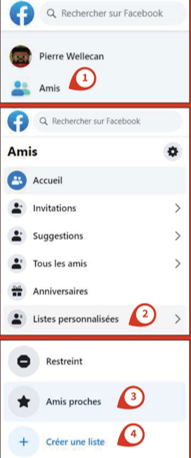 Rechercher sur Facebook
Pierre Wellecan
Amis
1
Rechercher sur Facebook
Amis
Accueil
Invitations
Suggestions
Tous les amis
Anniversaires
Listes personnalisées
2
Restreint
Amis proches
3
Créer une liste
4